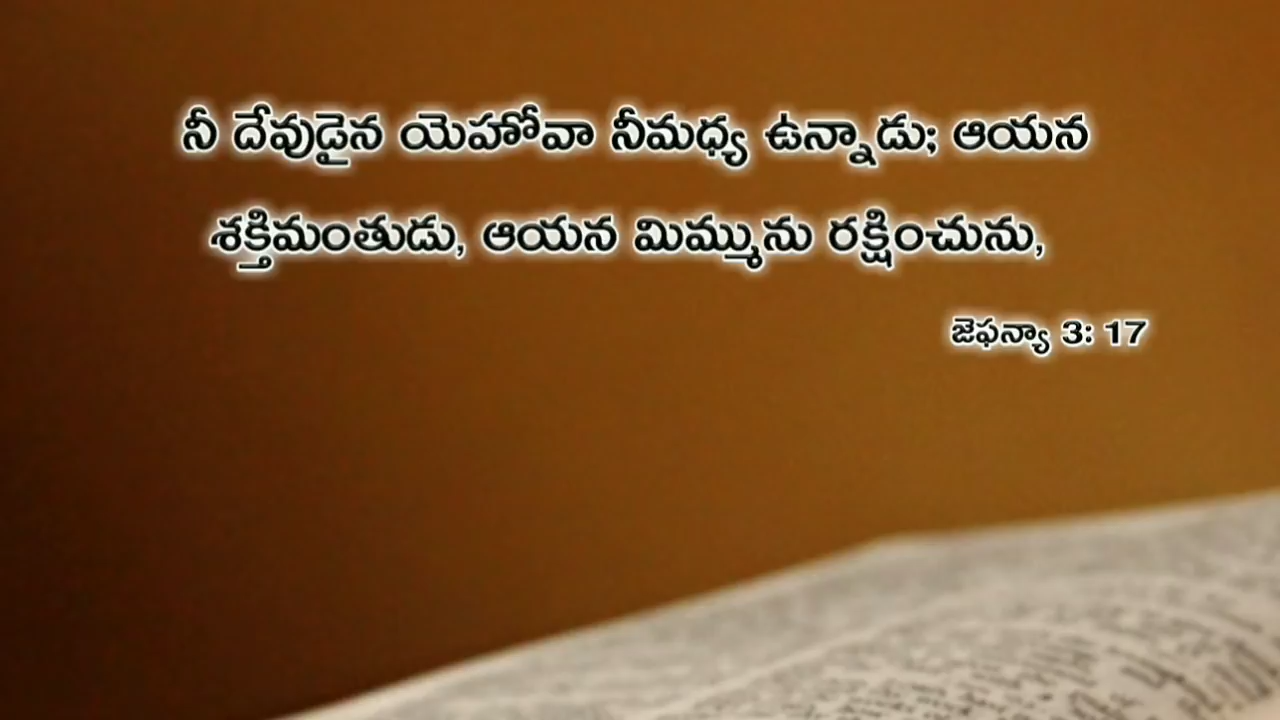 నీ దేవుడైన యెహోవా నీమధ్య ఉన్నాడు; ఆయన
శక్తిమంతుడు, ఆయన మిమ్మును రక్షించును,
జెఫన్యా 3: 17